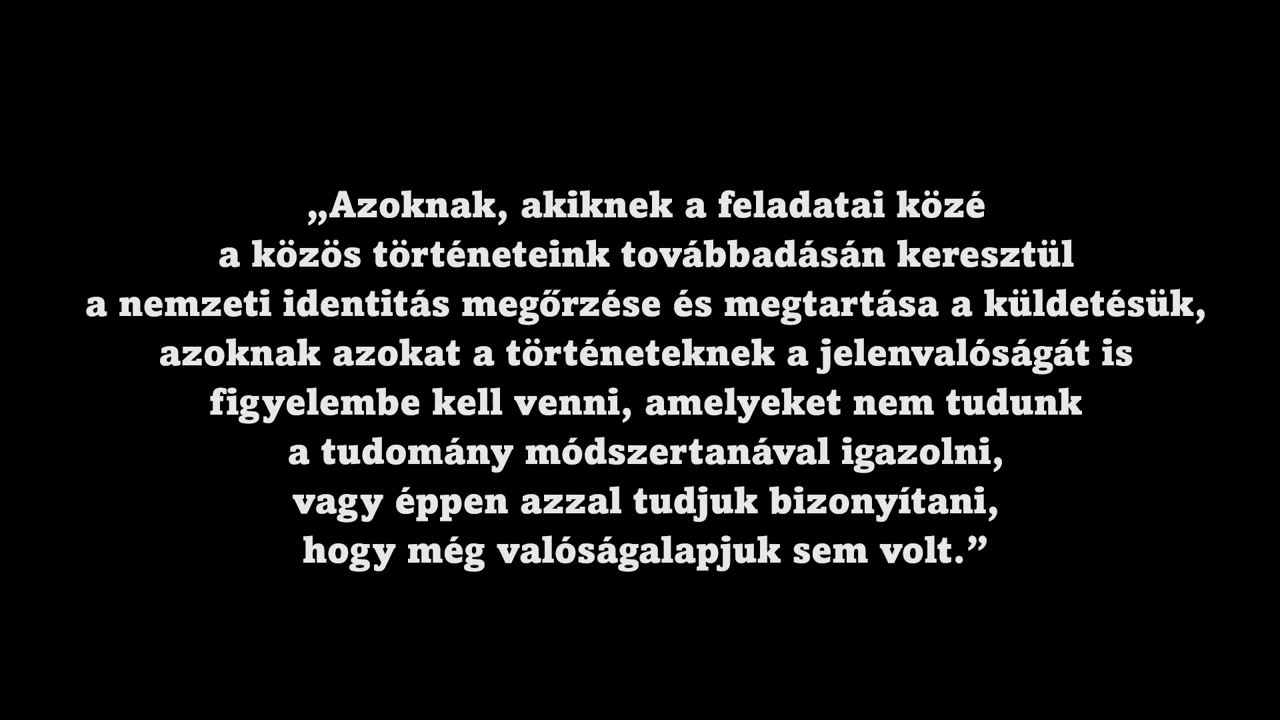 „Azoknak, akiknek a feladatai közé
a közös történeteink továbbadásán keresztül
a nemzeti identitás megőrzése és megtartása a küldetésük,
azoknak azokat a történeteknek a jelenvalóságát is
figyelembe kell venni, amelyeket nem tudunk
a tudomány módszertanával igazolni,
vagy éppen azzal tudjuk bizonyítani,
hogy még valóságalapjuk sem volt.”